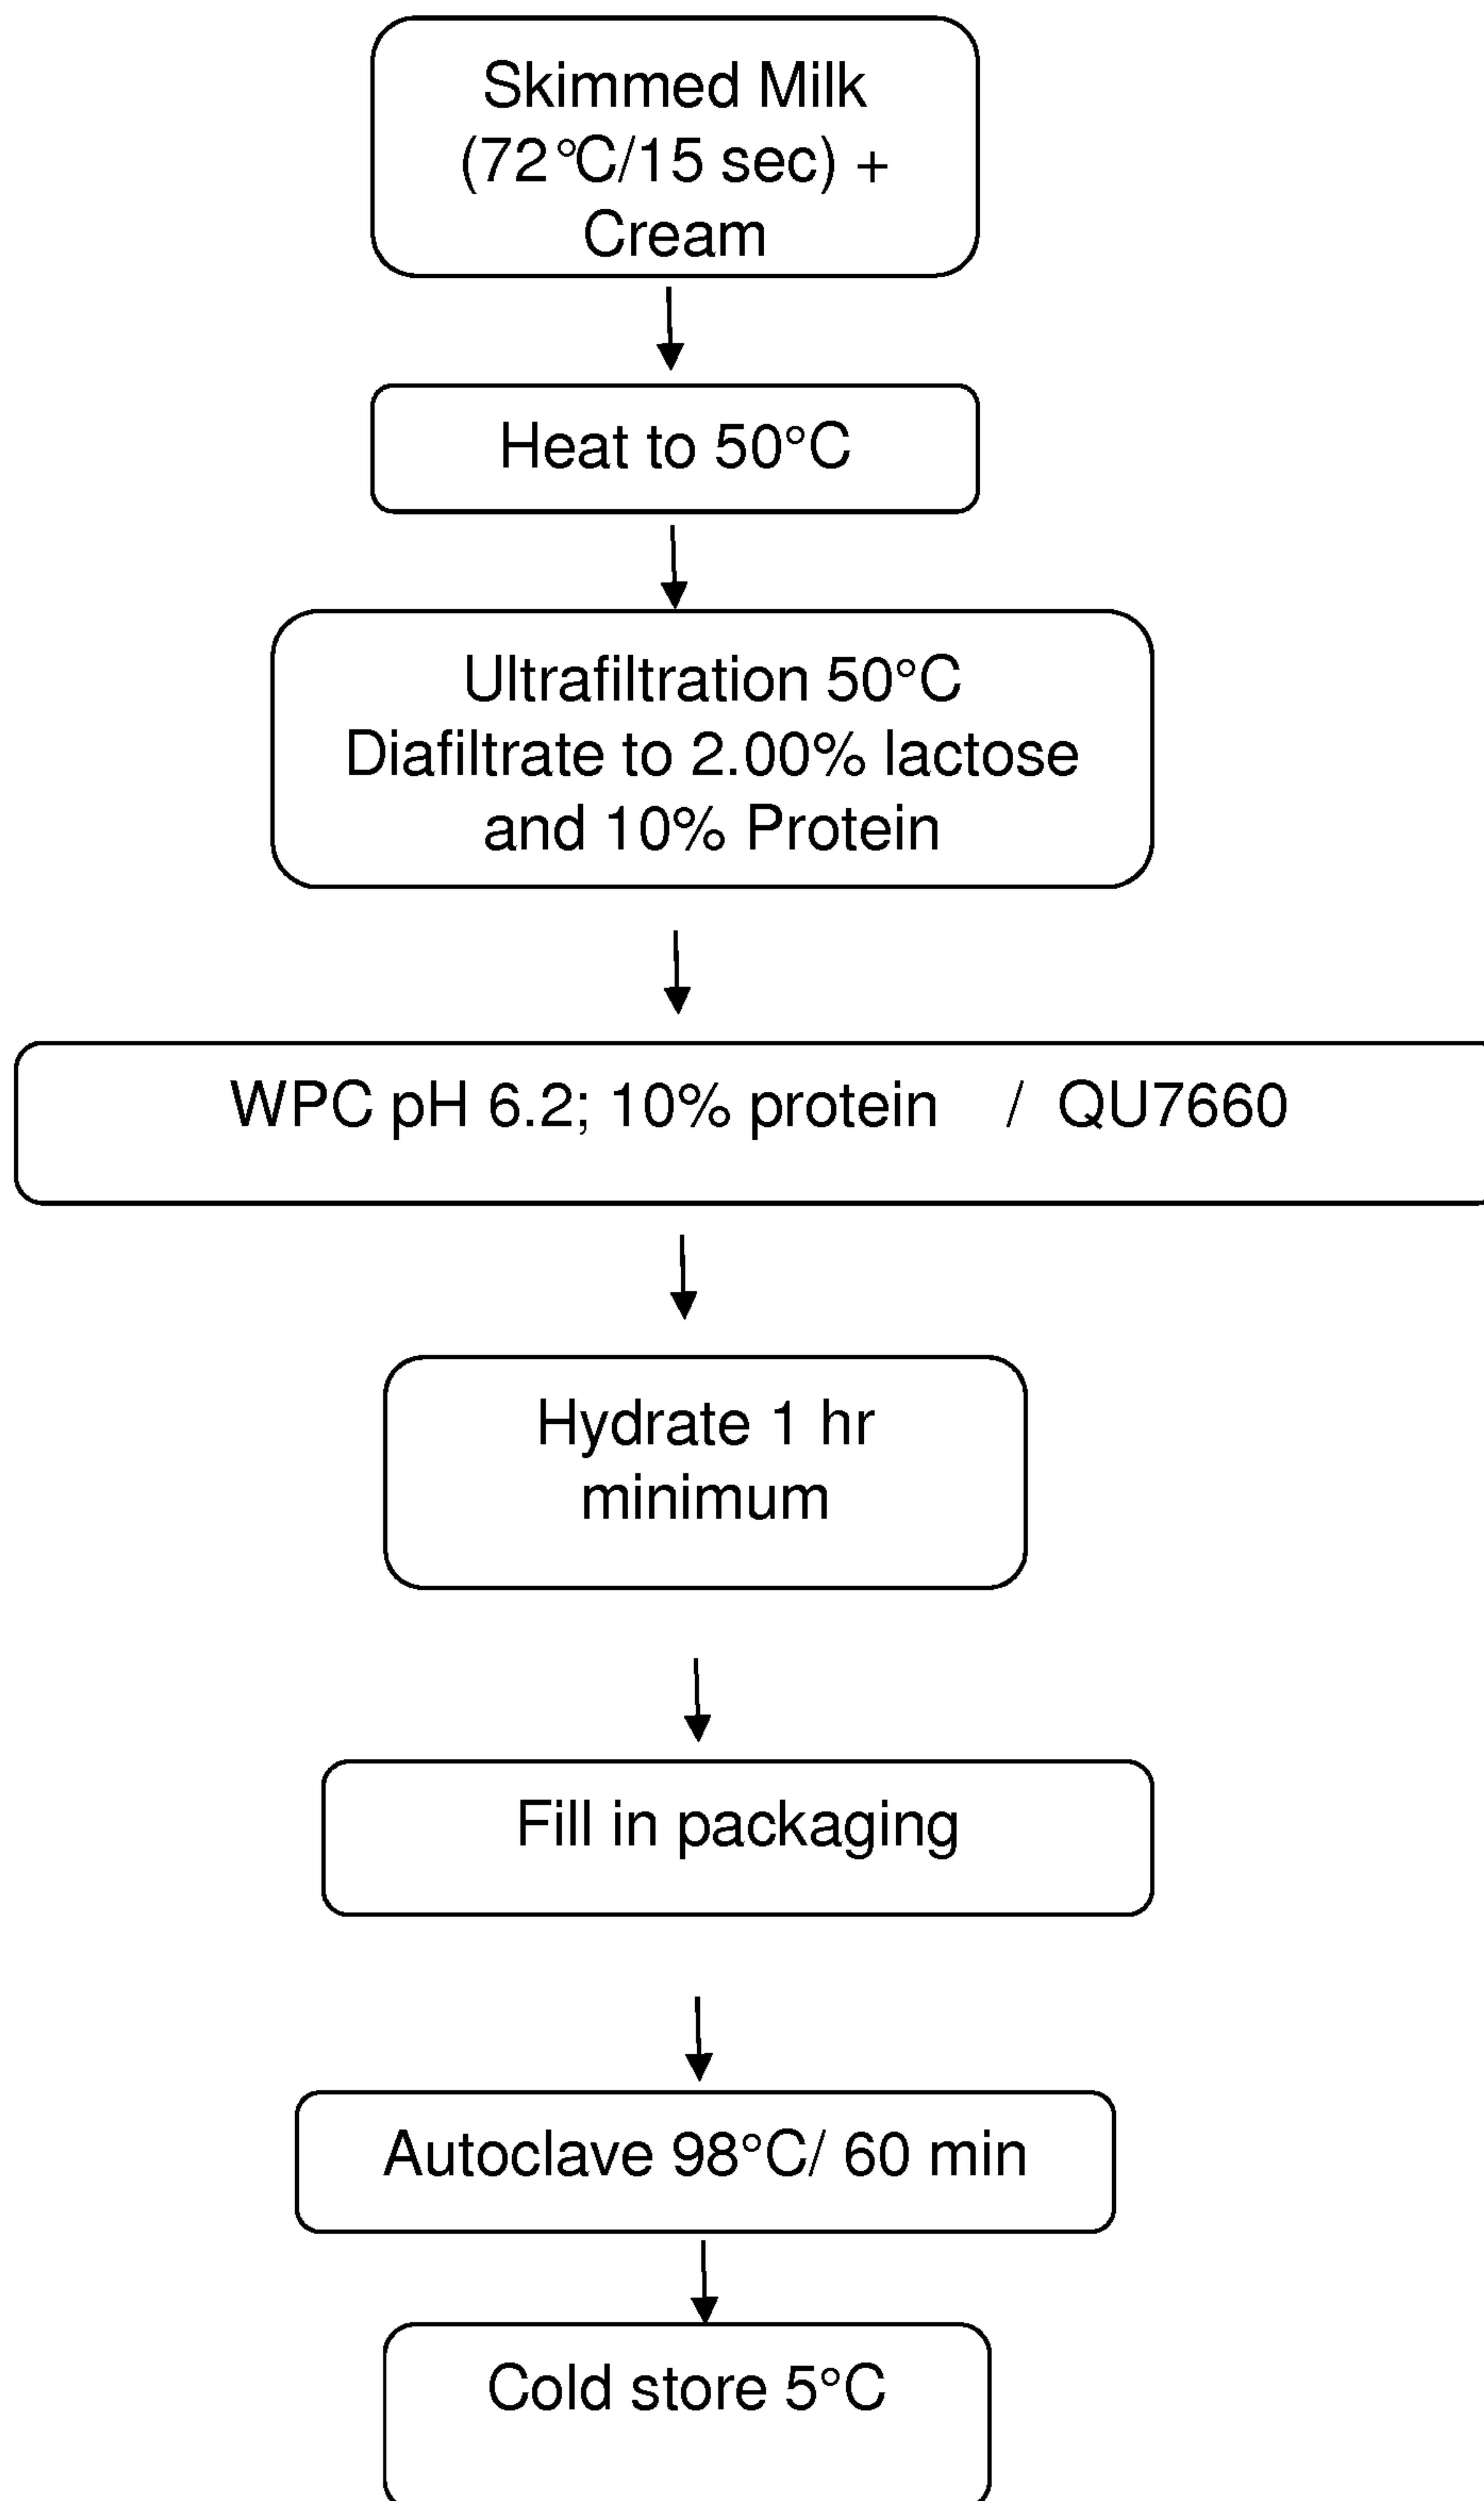 Skimmed Milk
(72°C/15 sec) +
Cream
Heat to 50°C
Ultrafiltration 50°C
Diafiltrate to 2.00% lactose
and 10% Protein
WPC pH 6.2; 10% protein / QU7660
Hydrate 1 hr
minimum
Fill in packaging
Autoclave 98°C/ 60 min
Cold store 5°C